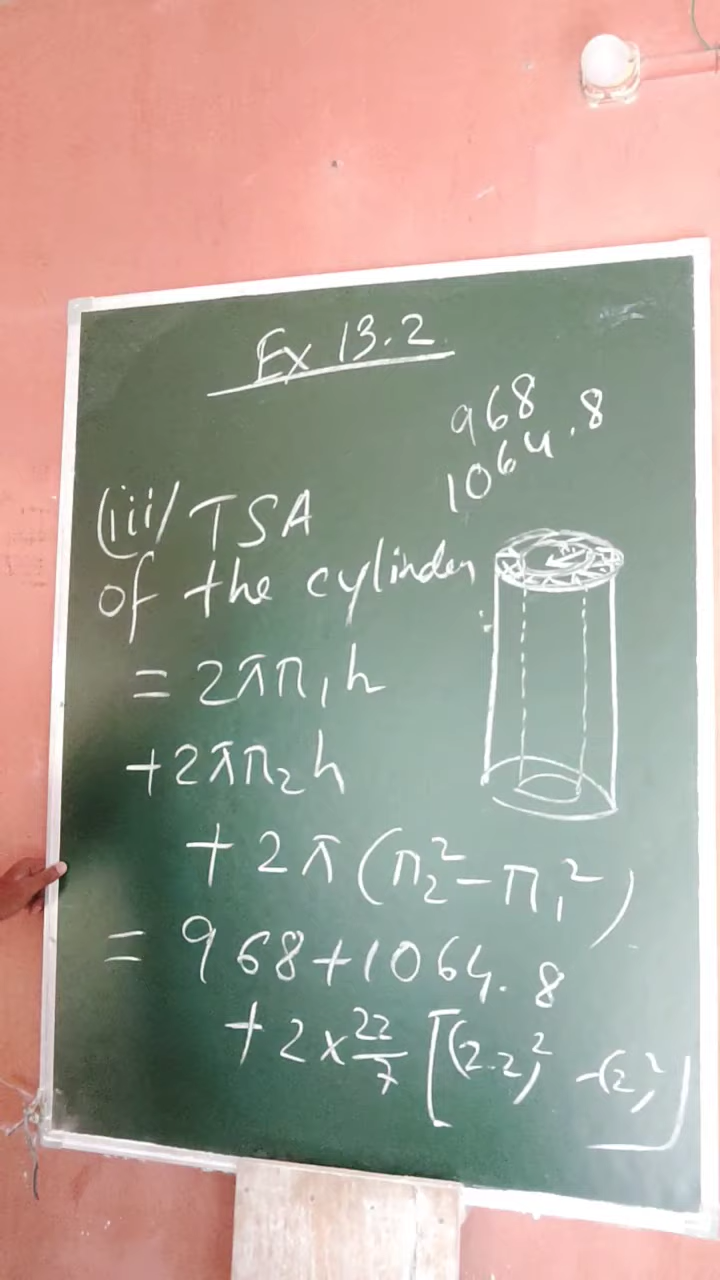 Ex 13.2
968
1064.8
(iii) TSA
of the cylinder
= 2πr₁h
+2πr₂h
+ 2π(r₂²-r₁²)
= 968+1064.8
+ 2×22/7 [(2.2)² -(2)²]